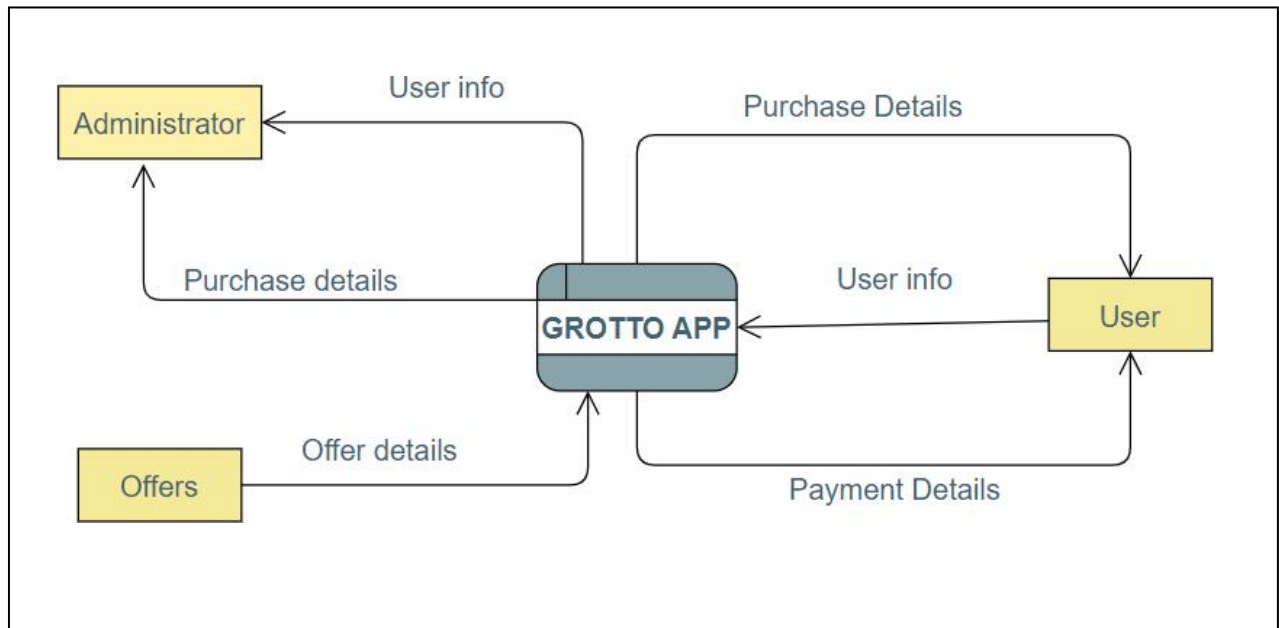 User info
Purchase Details
Administrator
Purchase details
User info
User
GROTTO APP
Offer details
Offers
Payment Details